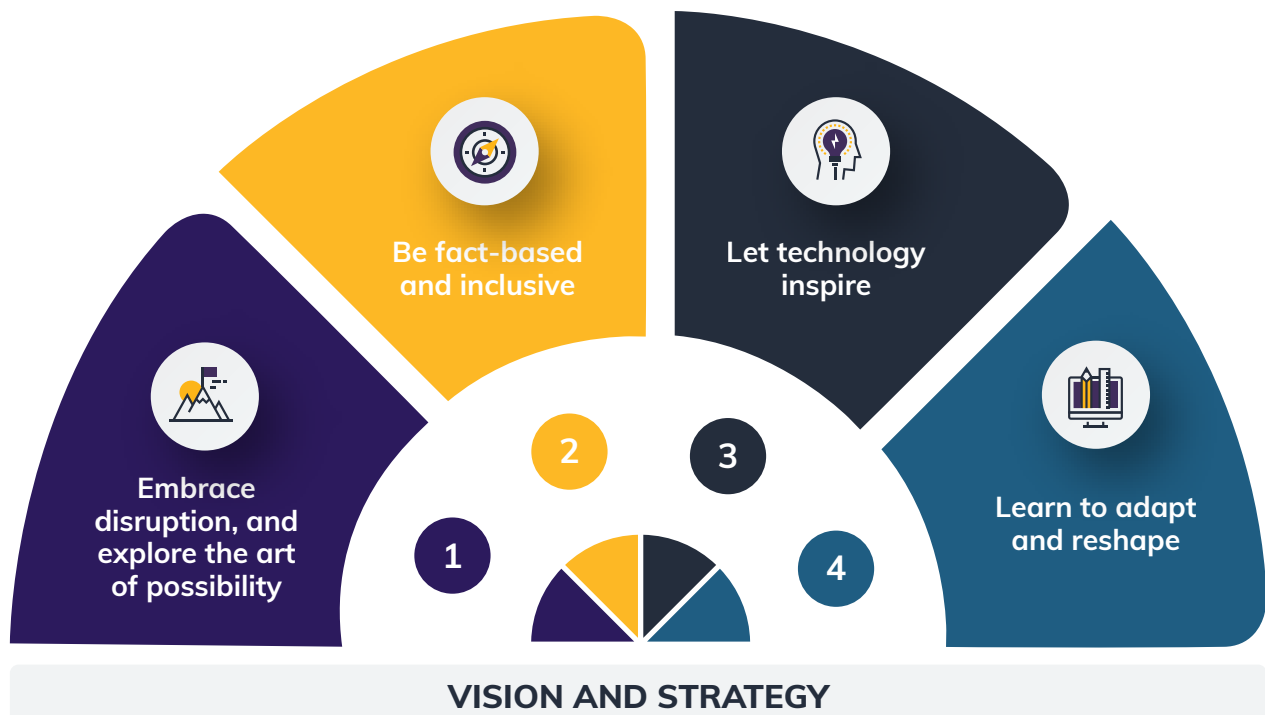 Embrace
disruption, and
explore the art
of possibility
Be fact-based
and inclusive
Let technology
inspire
Learn to adapt
and reshape
1
2
3
4
VISION AND STRATEGY